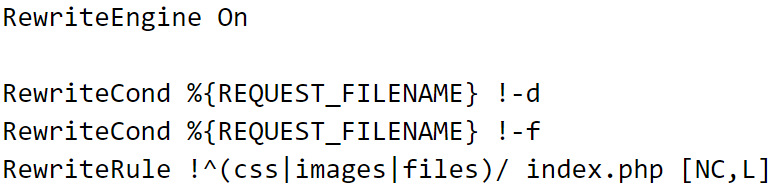 RewriteEngine On
RewriteCond %{REQUEST_FILENAME} !-d
RewriteCond %{REQUEST_FILENAME} !-f
RewriteRule !^(css|images|files)/ index.php [NC,L]